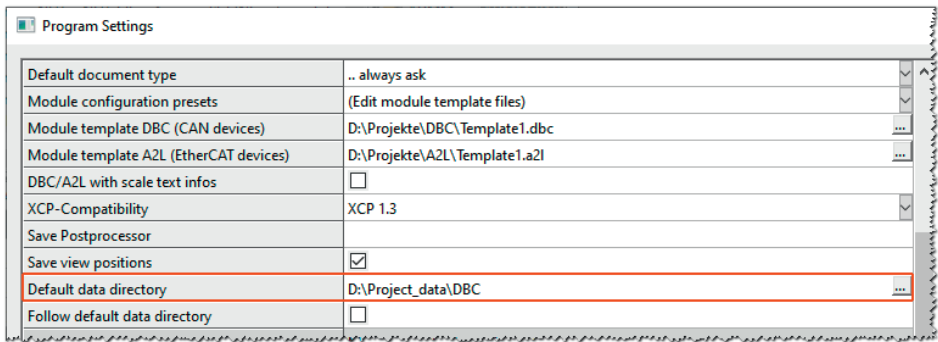 Program Settings
Default document type .. always ask
Module configuration presets (Edit module template files)
Module template DBC (CAN devices) D:\Projekte\DBC\Template1.dbc ...
Module template A2L (EtherCAT devices) D:\Projekte\A2L\Template1.a2l ...
DBC/A2L with scale text infos
XCP-Compatibility XCP 1.3
Save Postprocessor
Save view positions
Default data directory D:\Project_data\DBC ...
Follow default data directory